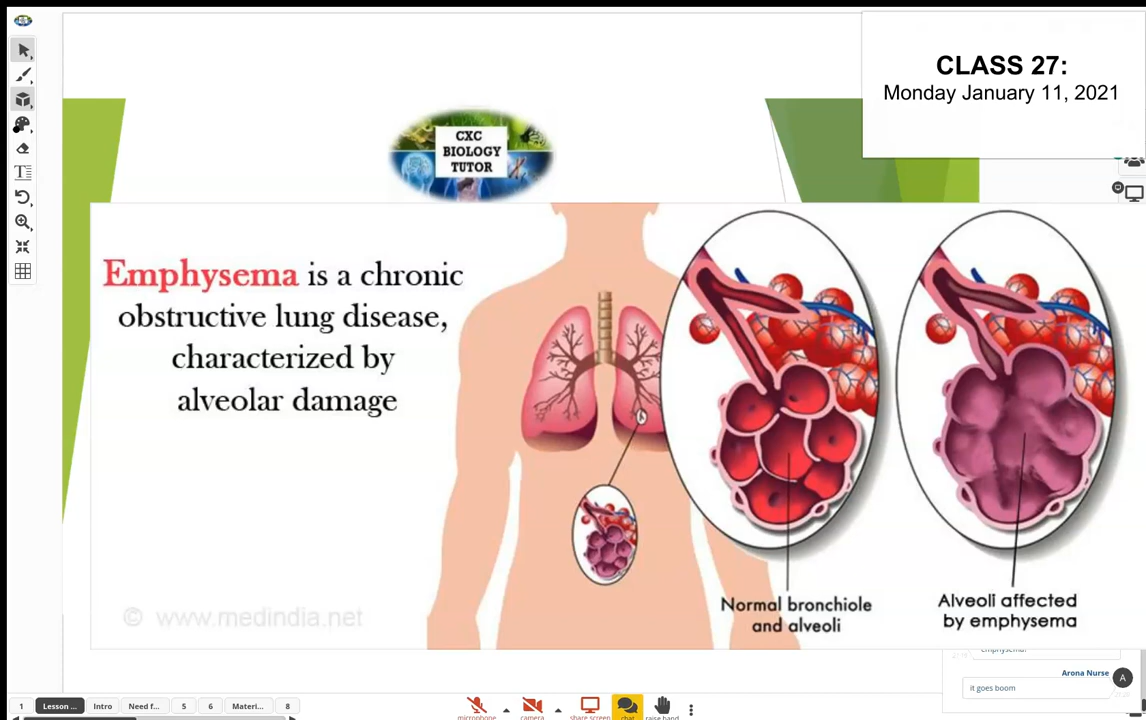 CLASS 27:
Monday January 11, 2021
CXC
BIOLOGY
TUTOR
Emphysema is a chronic
obstructive lung disease,
characterized by
alveolar damage
© www.medindia.net
Normal bronchiole
and alveoli
Alveoli affected
by emphysema
Arona Nurse
A
it goes boom
1
Lesson ...
Intro
Need f...
5
6
Materi...
8
microphone
camera
share screen
chat
raise hand